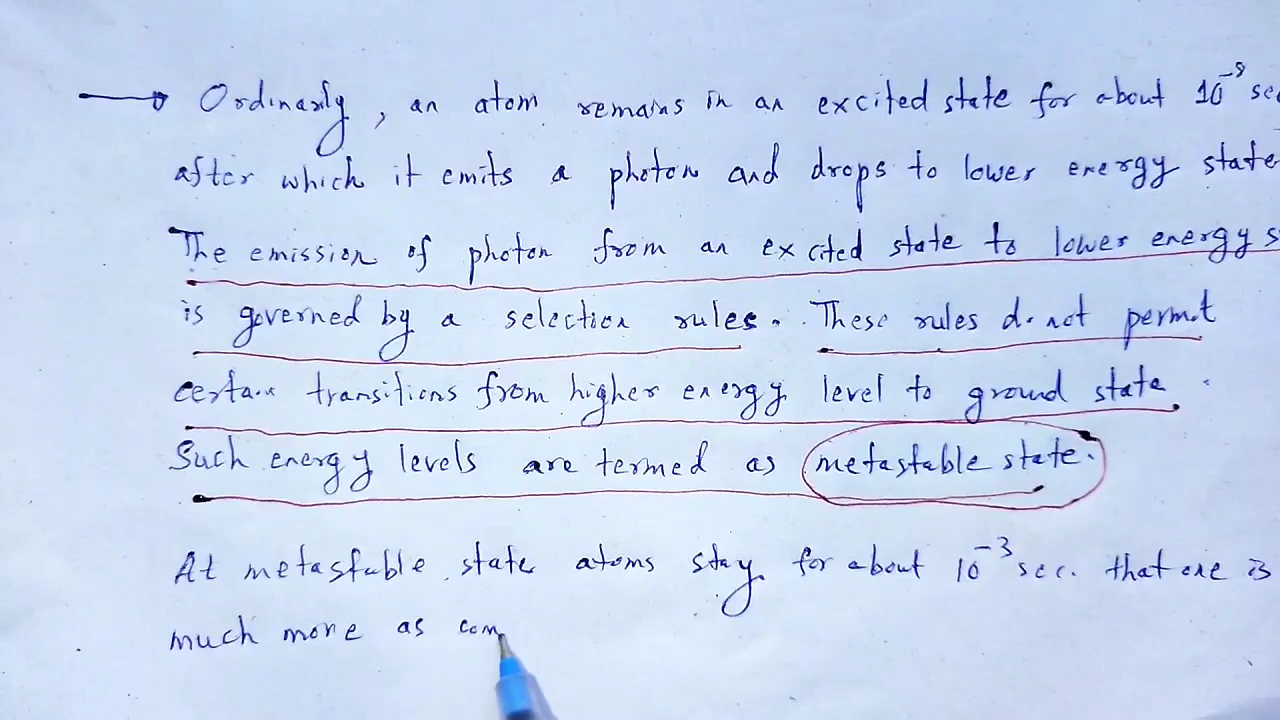 Ordinarily, an atom remains in an excited state for about 10⁻⁸ sec
after which it emits a photon and drops to lower energy state
The emission of photon from an excited state to lower energy s
is governed by a selection rules. These rules do not permit
certain transitions from higher energy level to ground state.
Such energy levels are termed as metastable state.
At metastable state atoms stay for about 10⁻³ sec. that one is
much more as com